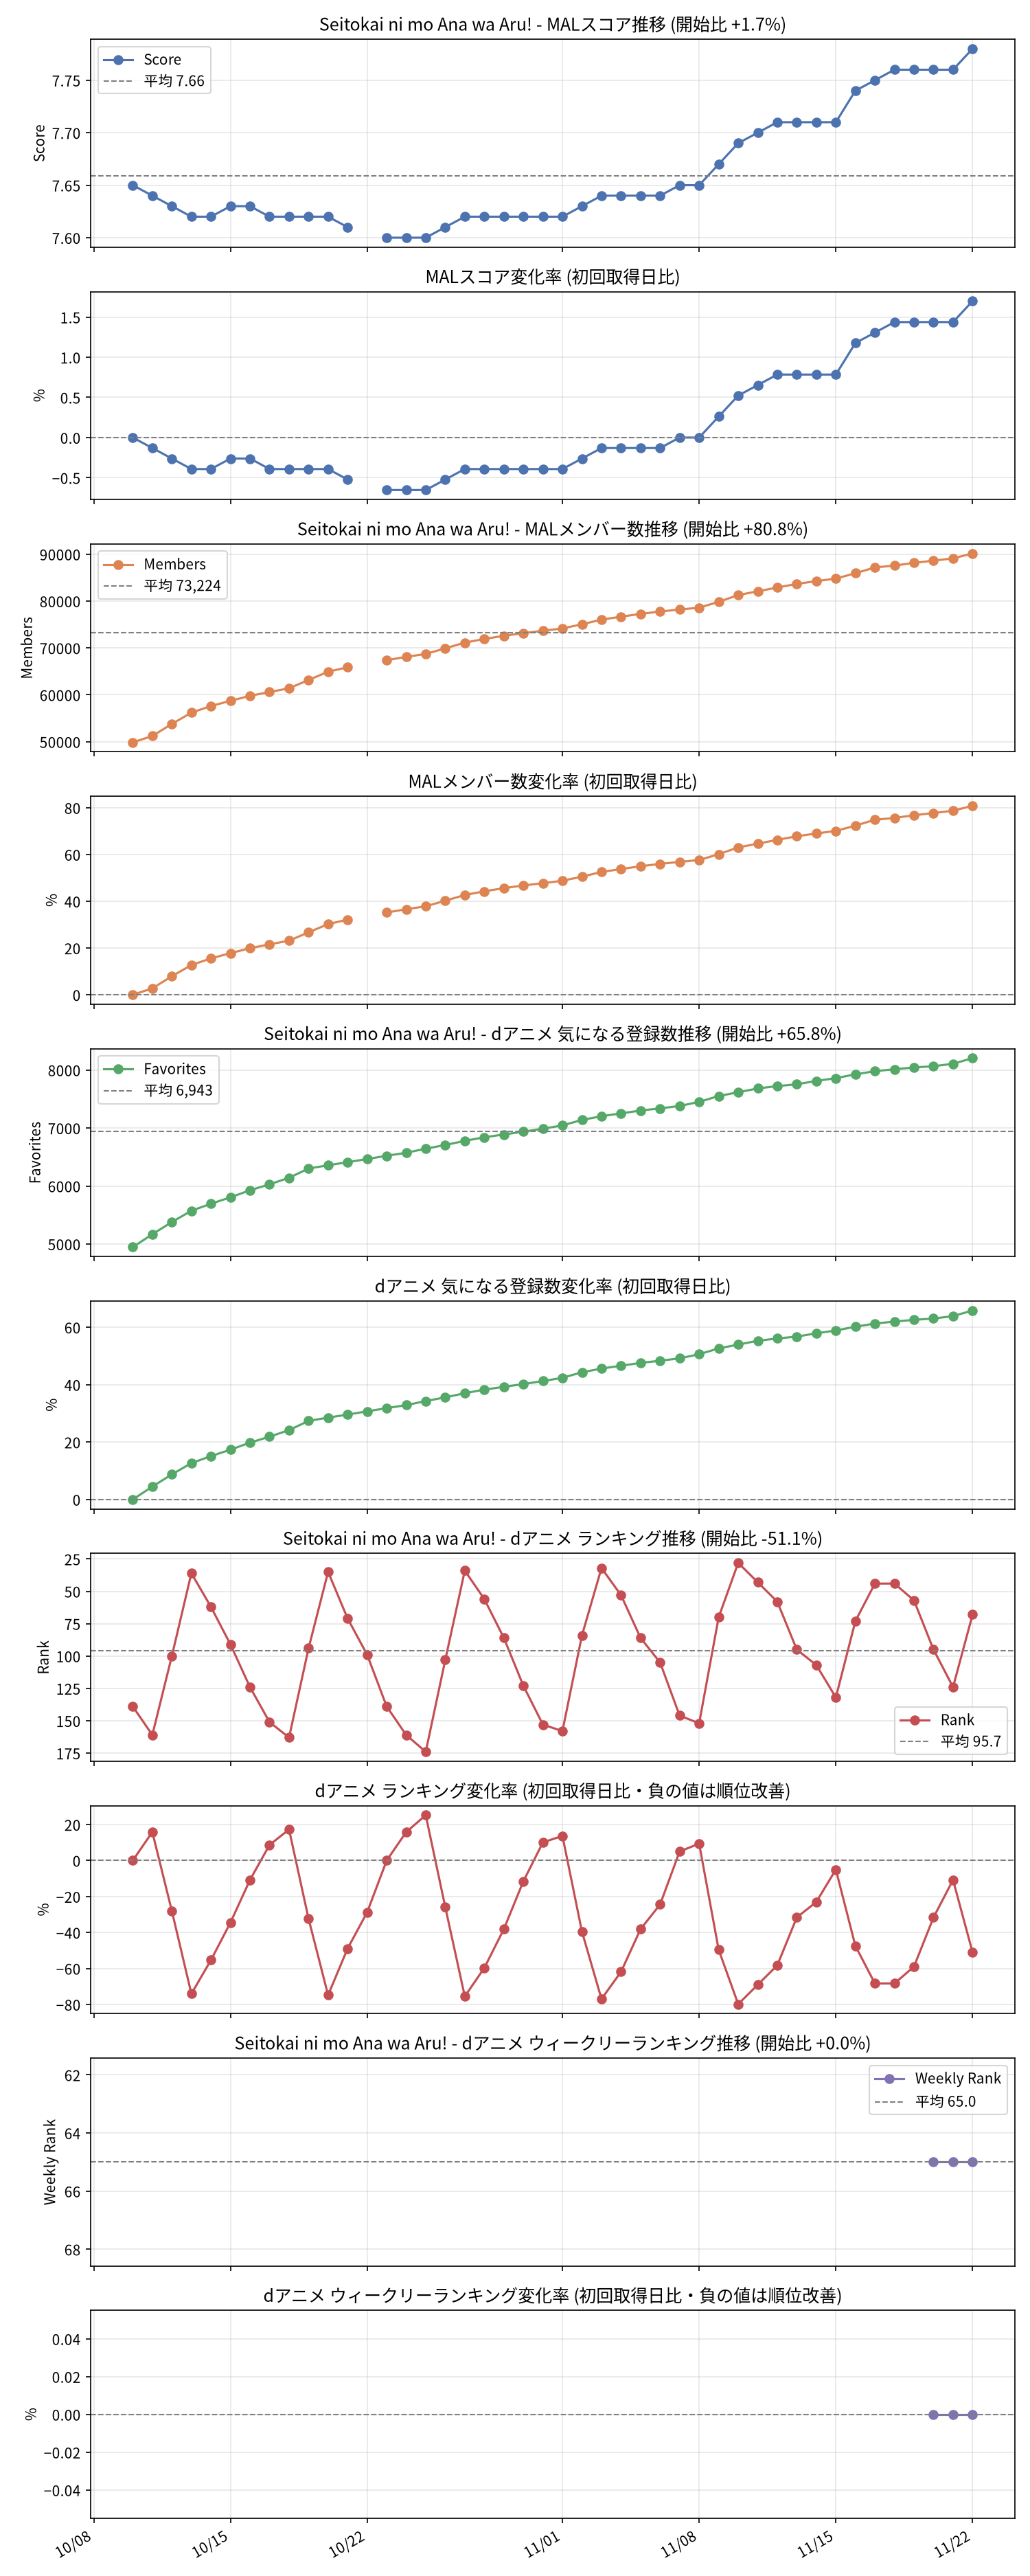 Seitokai ni mo Ana wa Aru! - MALスコア推移 (開始比 +1.7%)
Score
平均 7.66
Score
7.75
7.70
7.65
7.60
MALスコア変化率 (初回取得日比)
%
1.5
1.0
0.5
0.0
−0.5
Seitokai ni mo Ana wa Aru! - MALメンバー数推移 (開始比 +80.8%)
Members
平均 73,224
Members
90000
80000
70000
60000
50000
MALメンバー数変化率 (初回取得日比)
%
80
60
40
20
0
Seitokai ni mo Ana wa Aru! - dアニメ 気になる登録数推移 (開始比 +65.8%)
Favorites
平均 6,943
Favorites
8000
7000
6000
5000
dアニメ 気になる登録数変化率 (初回取得日比)
%
60
40
20
0
Seitokai ni mo Ana wa Aru! - dアニメ ランキング推移 (開始比 -51.1%)
Rank
25
50
75
100
125
150
175
Rank
平均 95.7
dアニメ ランキング変化率 (初回取得日比・負の値は順位改善)
%
20
0
−20
−40
−60
−80
Seitokai ni mo Ana wa Aru! - dアニメ ウィークリーランキング推移 (開始比 +0.0%)
Weekly Rank
平均 65.0
Weekly Rank
62
64
66
68
dアニメ ウィークリーランキング変化率 (初回取得日比・負の値は順位改善)
%
0.04
0.02
0.00
−0.02
−0.04
10/08
10/15
10/22
11/01
11/08
11/15
11/22